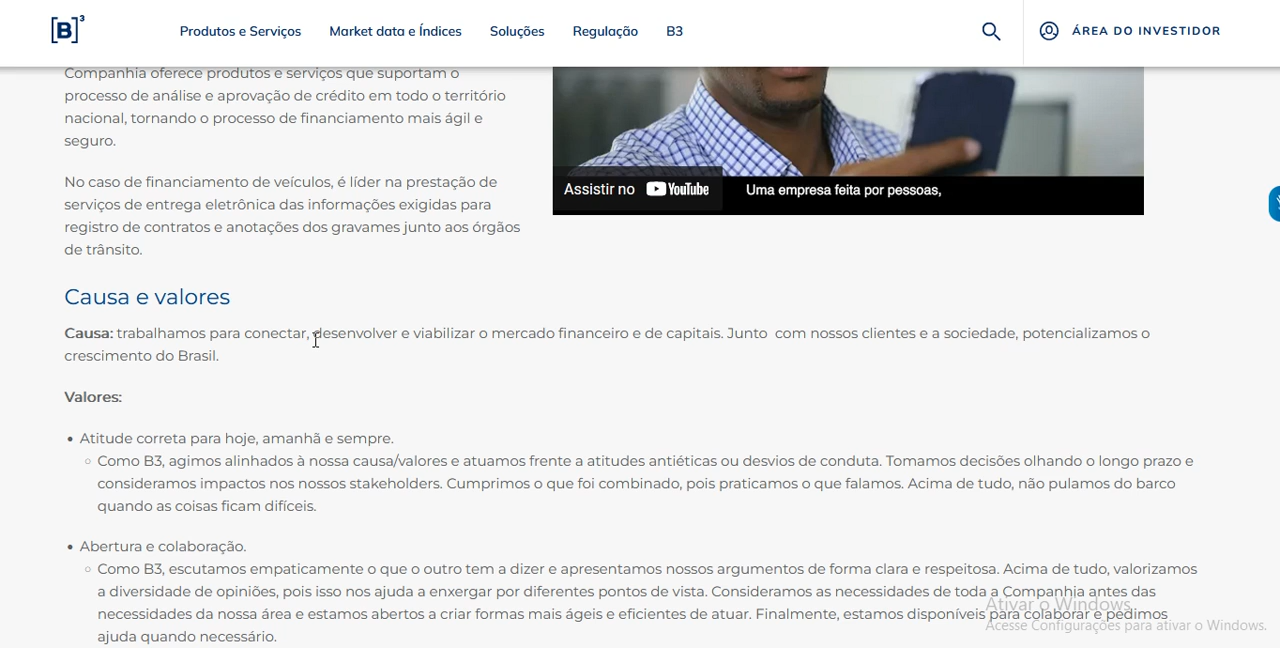 [B]³
Produtos e Serviços Market data e Índices Soluções Regulação B3
ÁREA DO INVESTIDOR
Companhia oferece produtos e serviços que suportam o
processo de análise e aprovação de crédito em todo o território
nacional, tornando o processo de financiamento mais ágil e
seguro.
No caso de financiamento de veículos, é líder na prestação de
serviços de entrega eletrônica das informações exigidas para
registro de contratos e anotações dos gravames junto aos órgãos
de trânsito.
Assistir no YouTube
Uma empresa feita por pessoas,
Causa e valores
Causa: trabalhamos para conectar, desenvolver e viabilizar o mercado financeiro e de capitais. Junto  com nossos clientes e a sociedade, potencializamos o
crescimento do Brasil.
Valores:
• Atitude correta para hoje, amanhã e sempre.
○ Como B3, agimos alinhados à nossa causa/valores e atuamos frente a atitudes antiéticas ou desvios de conduta. Tomamos decisões olhando o longo prazo e
consideramos impactos nos nossos stakeholders. Cumprimos o que foi combinado, pois praticamos o que falamos. Acima de tudo, não pulamos do barco
quando as coisas ficam difíceis.
• Abertura e colaboração.
○ Como B3, escutamos empaticamente o que o outro tem a dizer e apresentamos nossos argumentos de forma clara e respeitosa. Acima de tudo, valorizamos
a diversidade de opiniões, pois isso nos ajuda a enxergar por diferentes pontos de vista. Consideramos as necessidades de toda a Companhia antes das
necessidades da nossa área e estamos abertos a criar formas mais ágeis e eficientes de atuar. Finalmente, estamos disponíveis para colaborar e pedimos
ajuda quando necessário.
Ativar o Windows
Acesse Configurações para ativar o Windows.